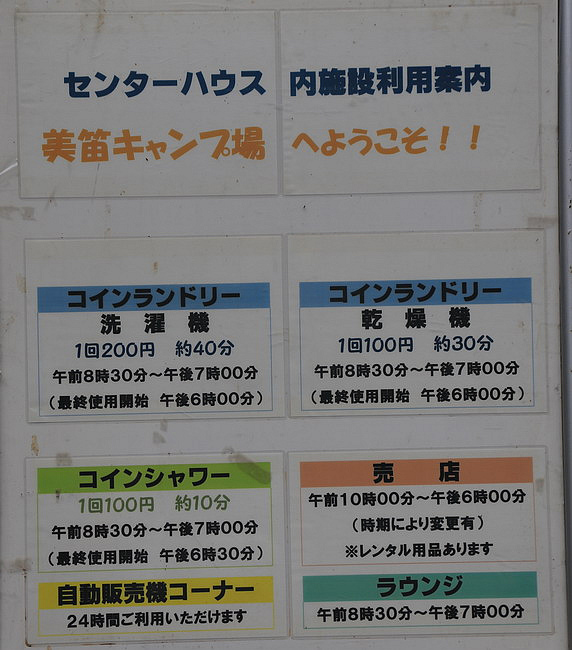 センターハウス 内施設利用案内
美笛キャンプ場 へようこそ!!
コインランドリー
洗濯機
1回200円 約40分
午前8時30分～午後7時00分
(最終使用開始 午後6時00分)
コインランドリー
乾燥機
1回100円 約30分
午前8時30分～午後7時00分
(最終使用開始 午後6時00分)
コインシャワー
1回100円 約10分
午前8時30分～午後7時00分
(最終使用開始 午後6時30分)
自動販売機コーナー
24時間ご利用いただけます
売店
午前10時00分～午後6時00分
(時期により変更有)
※レンタル用品あります
ラウンジ
午前8時30分～午後7時00分